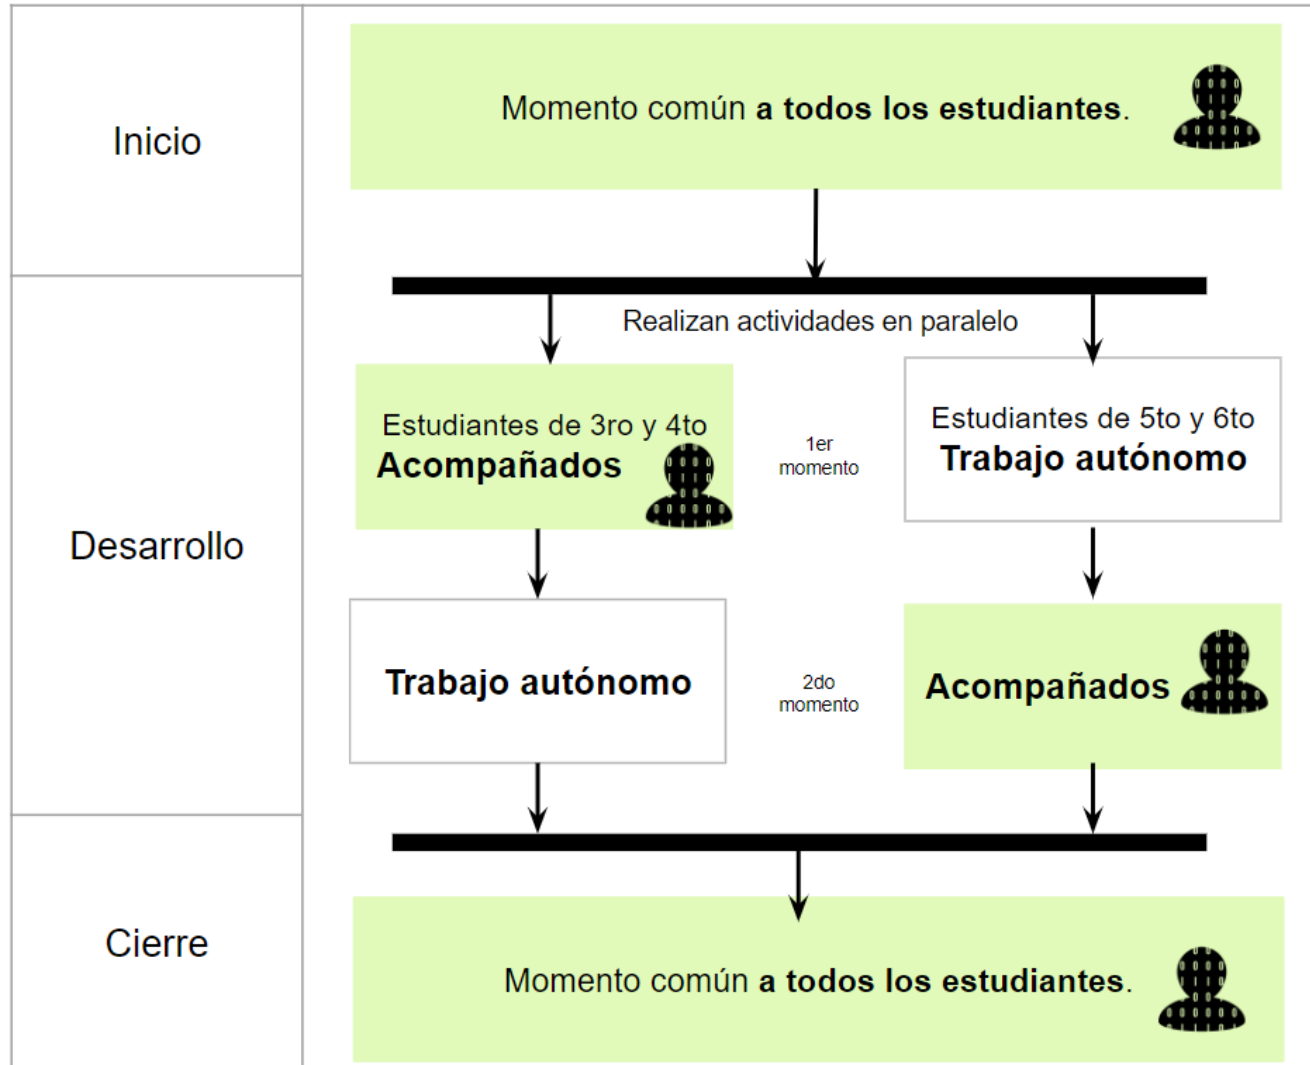 Inicio
Momento común a todos los estudiantes.
Desarrollo
Realizan actividades en paralelo
Estudiantes de 3ro y 4to
Acompañados
1er
momento
Estudiantes de 5to y 6to
Trabajo autónomo
Trabajo autónomo
2do
momento
Acompañados
Cierre
Momento común a todos los estudiantes.